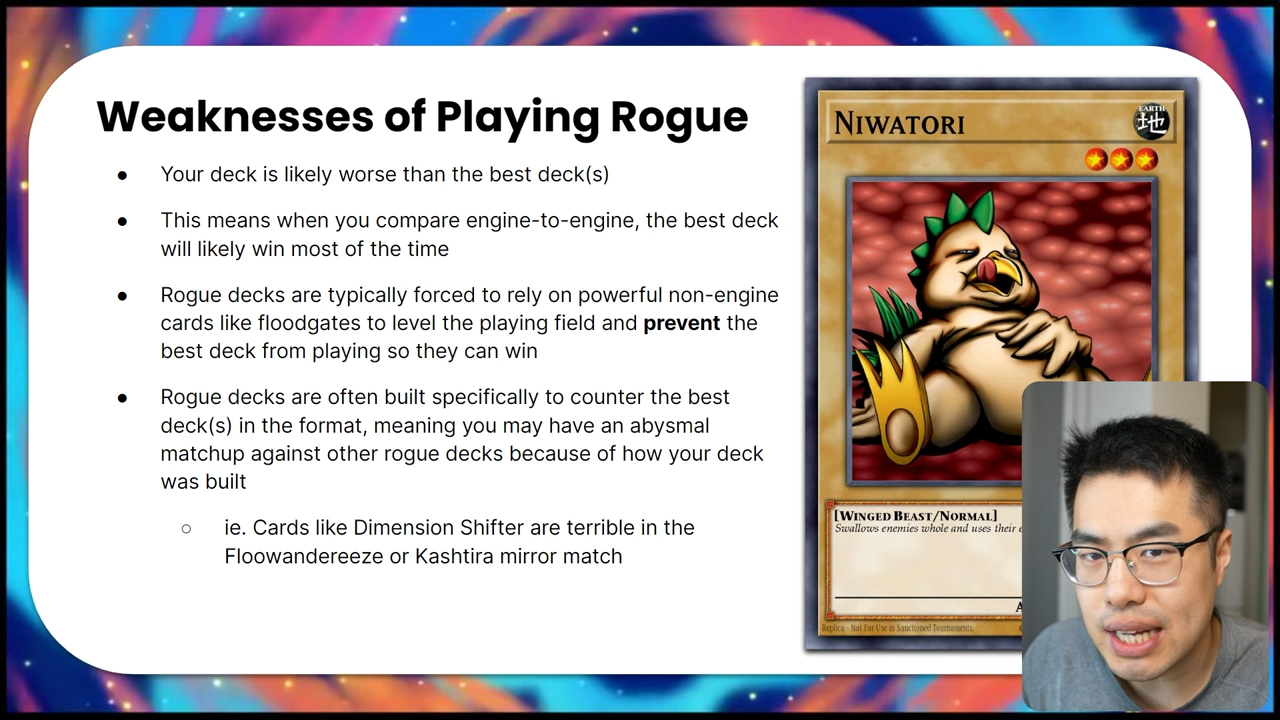 Weaknesses of Playing Rogue
● Your deck is likely worse than the best deck(s)
● This means when you compare engine-to-engine, the best deck
will likely win most of the time
● Rogue decks are typically forced to rely on powerful non-engine
cards like floodgates to level the playing field and prevent the
best deck from playing so they can win
● Rogue decks are often built specifically to counter the best
deck(s) in the format, meaning you may have an abysmal
matchup against other rogue decks because of how your deck
was built
○ ie. Cards like Dimension Shifter are terrible in the
Floowandereeze or Kashtira mirror match
NIWATORI
EARTH
地
[WINGED BEAST/NORMAL]
Swallows enemies whole and uses their e
A
Replica - Not For Use in Sanctioned Tournaments.